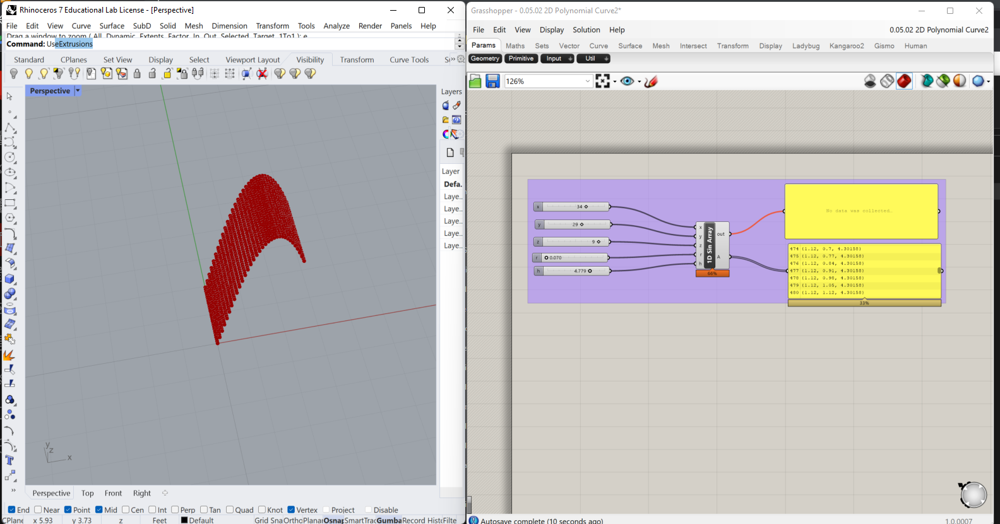 Rhinoceros 7 Educational Lab License - [Perspective]
File Edit View Curve Surface SubD Solid Mesh Dimension Transform Tools Analyze Render Panels Help
Drag a window to zoom ( All Dynamic Extents Factor In Out Selected Target 1To1 ): e
Command: UseExtrusions
Standard CPlanes Set View Display Select Viewport Layout Visibility Transform Curve Tools
Perspective
Layers
Layer
Defa..
Laye..
Laye..
Laye..
Laye..
Laye..
y
z
x
Perspective Top Front Right
End Near Point Mid Cen Int Perp Tan Quad Knot Vertex Project Disable
CPlane x 5.93 y 3.73 z Feet Default Grid Sna Ortho Planar Osnap SmartTrac Gumba Record Histo Filte
Grasshopper - 0.05.02 2D Polynomial Curve2*
File Edit View Display Solution Help 0.05.02 2D Polynomial Curve2
Params Maths Sets Vector Curve Surface Mesh Intersect Transform Display Ladybug Kangaroo2 Gismo Human
Geometry Primitive Input Util
126%
x 34
y 29
z 9
r 0.070
h 4.779
x
y
z
r
h
1D Sin Array
out
A
66%
No data was collected…
474 (1.12, 0.7, 4.30158)
475 (1.12, 0.77, 4.30158)
476 (1.12, 0.84, 4.30158)
477 (1.12, 0.91, 4.30158)
478 (1.12, 0.98, 4.30158)
479 (1.12, 1.05, 4.30158)
480 (1.12, 1.12, 4.30158)
33%
Autosave complete (10 seconds ago)
1.0.0007